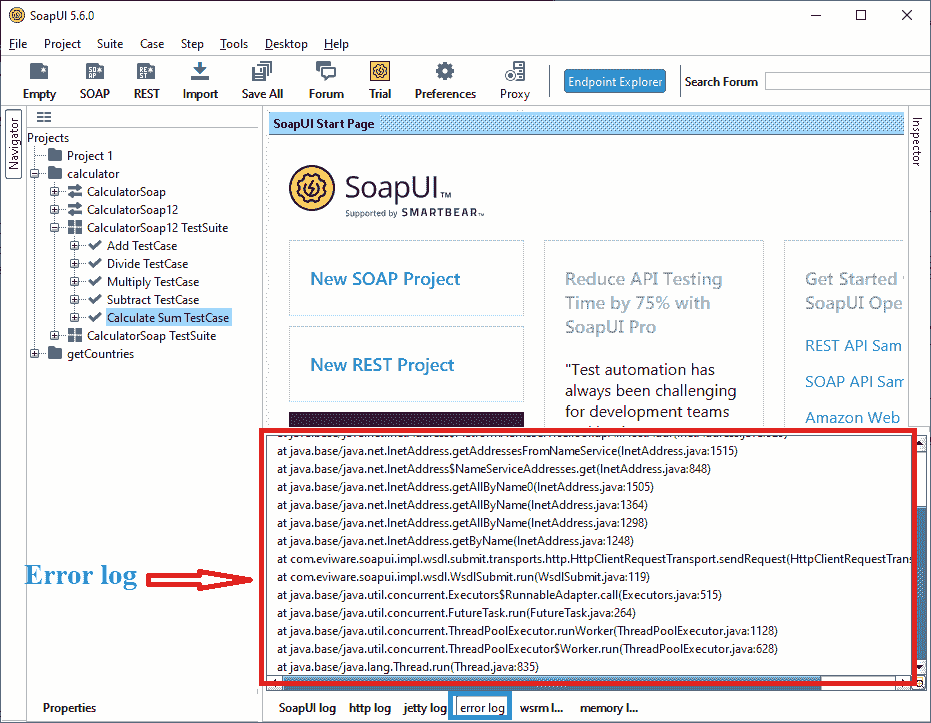 SoapUI 5.6.0
File Project Suite Case Step Tools Desktop Help
Empty SOAP REST Import Save All Forum Trial Preferences Proxy Endpoint Explorer Search Forum
Navigator
Projects
Project 1
calculator
CalculatorSoap
CalculatorSoap12
CalculatorSoap12 TestSuite
Add TestCase
Divide TestCase
Multiply TestCase
Subtract TestCase
Calculate Sum TestCase
CalculatorSoap TestSuite
getCountries
Properties
SoapUI Start Page
Inspector
SoapUI™
Supported by SMARTBEAR™
New SOAP Project
New REST Project
Reduce API Testing
Time by 75% with
SoapUI Pro
"Test automation has
always been challenging
for development teams
Get Started
SoapUI Ope
REST API Sam
SOAP API Sam
Amazon Web
Error log
at java.base/java.net.InetAddress.getAddressesFromNameService(InetAddress.java:1515)
at java.base/java.net.InetAddress$NameServiceAddresses.get(InetAddress.java:848)
at java.base/java.net.InetAddress.getAllByName0(InetAddress.java:1505)
at java.base/java.net.InetAddress.getAllByName(InetAddress.java:1364)
at java.base/java.net.InetAddress.getAllByName(InetAddress.java:1298)
at java.base/java.net.InetAddress.getByName(InetAddress.java:1248)
at com.eviware.soapui.impl.wsdl.submit.transports.http.HttpClientRequestTransport.sendRequest(HttpClientRequestTrans
at com.eviware.soapui.impl.wsdl.WsdlSubmit.run(WsdlSubmit.java:119)
at java.base/java.util.concurrent.Executors$RunnableAdapter.call(Executors.java:515)
at java.base/java.util.concurrent.FutureTask.run(FutureTask.java:264)
at java.base/java.util.concurrent.ThreadPoolExecutor.runWorker(ThreadPoolExecutor.java:1128)
at java.base/java.util.concurrent.ThreadPoolExecutor$Worker.run(ThreadPoolExecutor.java:628)
at java.base/java.lang.Thread.run(Thread.java:835)
SoapUI log http log jetty log error log wsrm l... memory l...